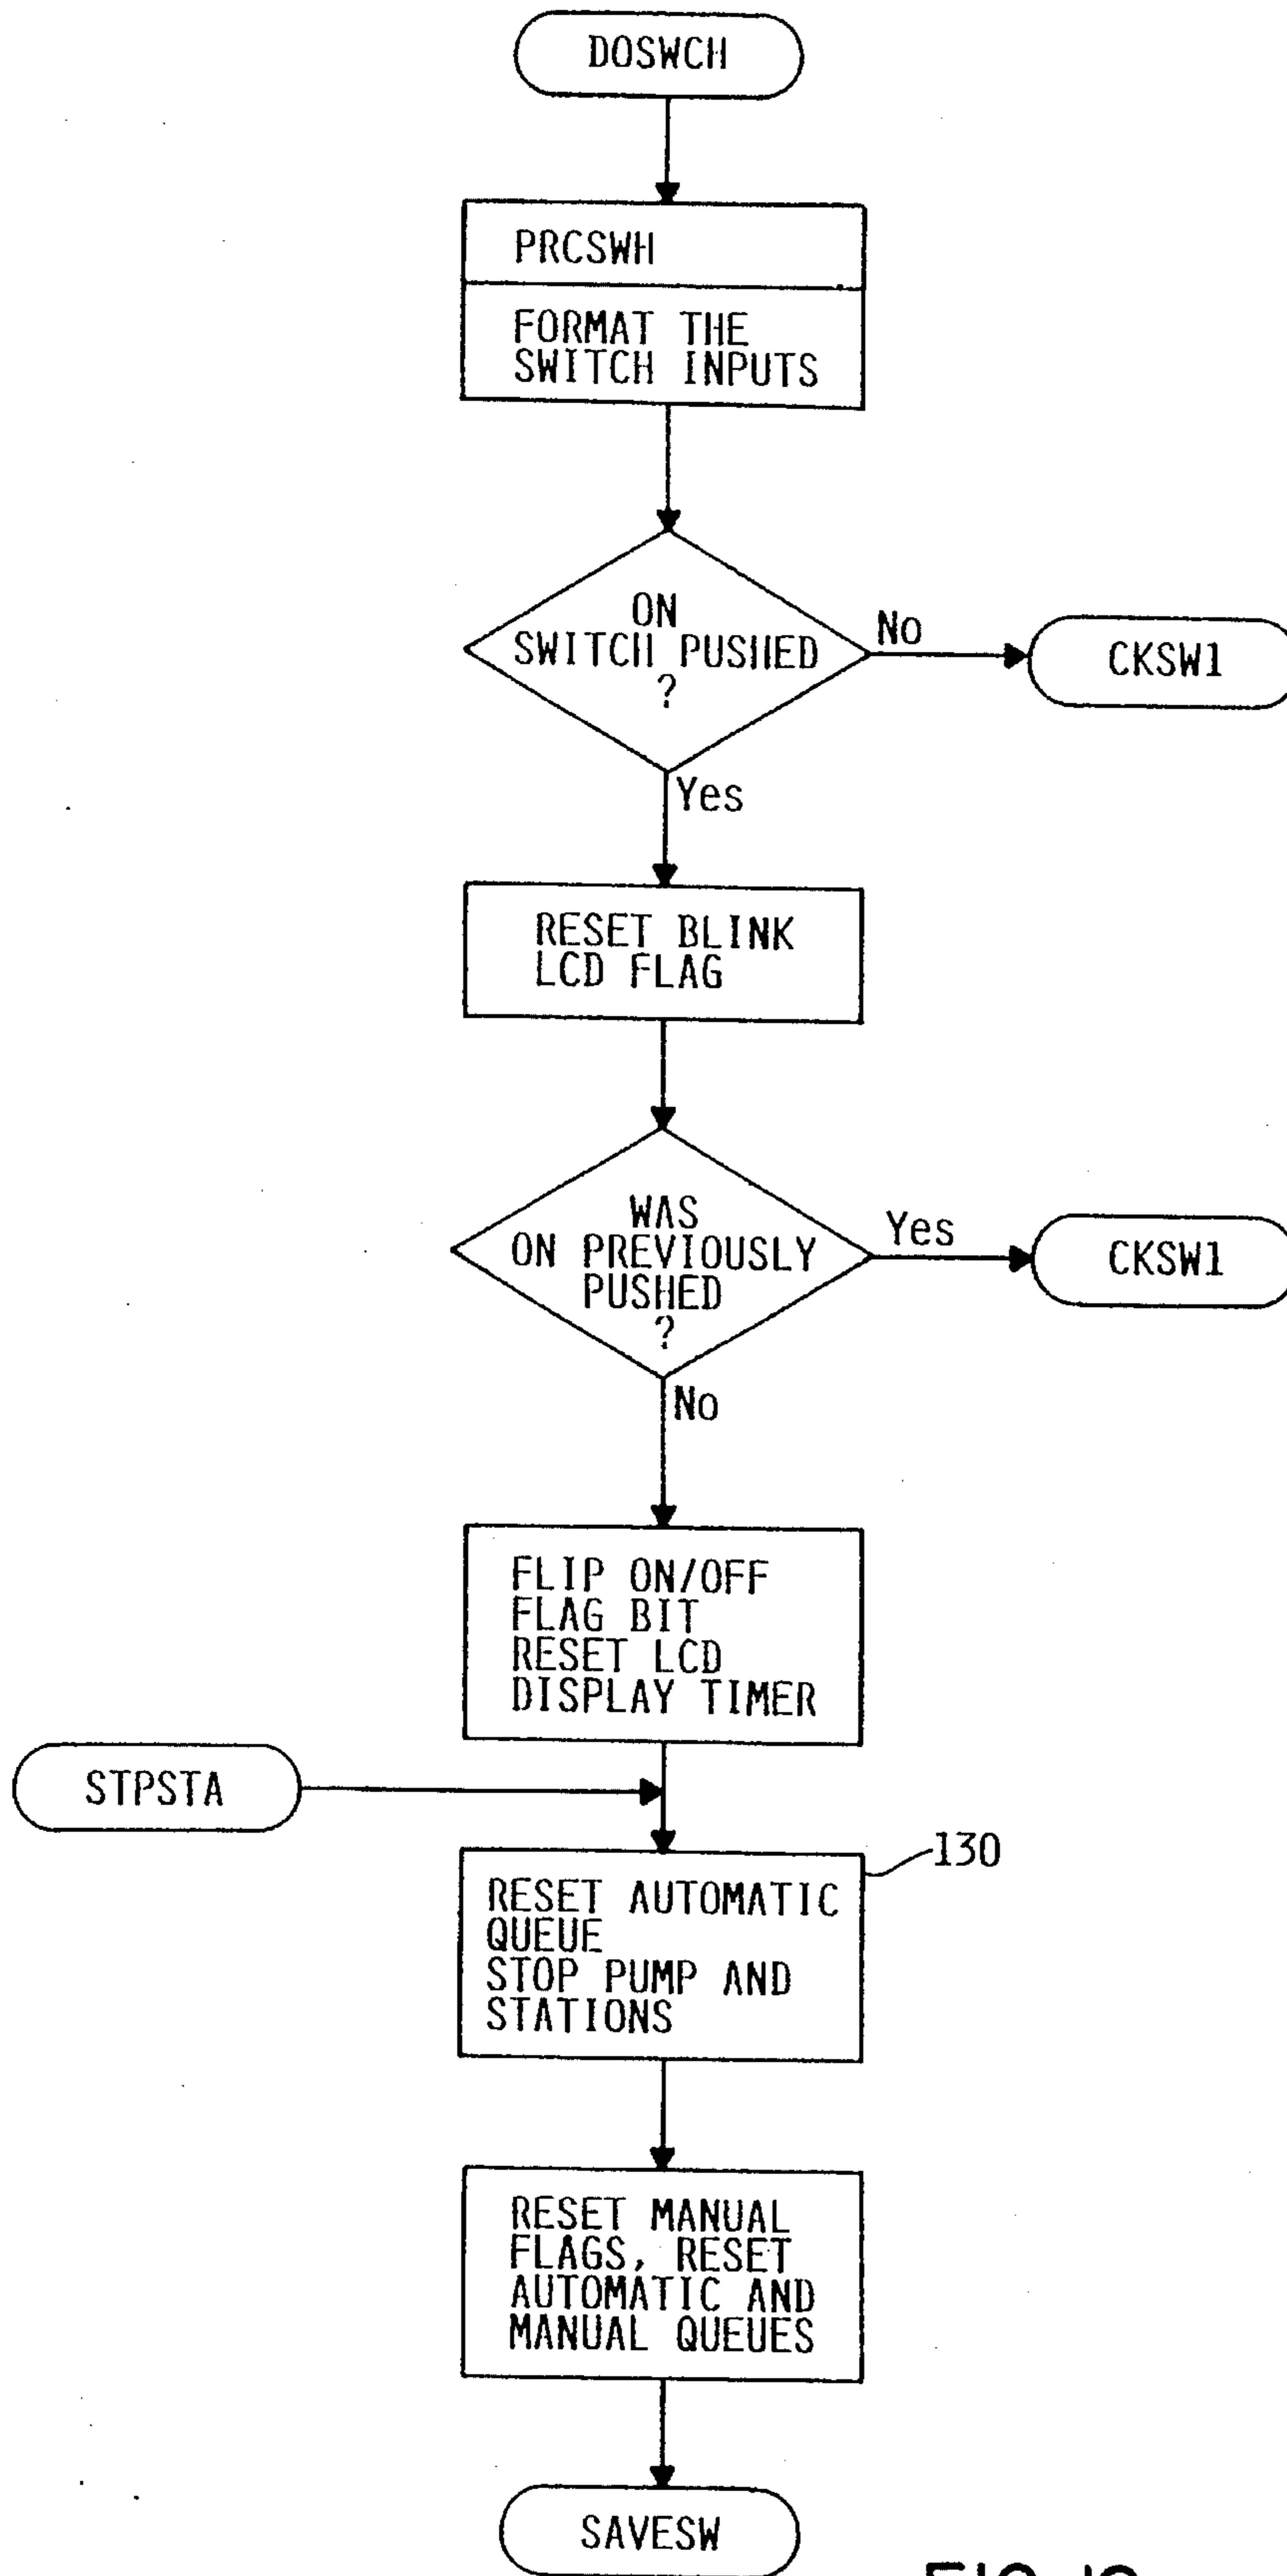 DOSWCH
PRCSWH
FORMAT THE
SWITCH INPUTS
ON
SWITCH PUSHED
?
No
CKSW1
Yes
RESET BLINK
LCD FLAG
WAS
ON PREVIOUSLY
PUSHED
?
Yes
CKSW1
No
FLIP ON/OFF
FLAG BIT
RESET LCD
DISPLAY TIMER
STPSTA
130
RESET AUTOMATIC
QUEUE
STOP PUMP AND
STATIONS
RESET MANUAL
FLAGS, RESET
AUTOMATIC AND
MANUAL QUEUES
SAVESW